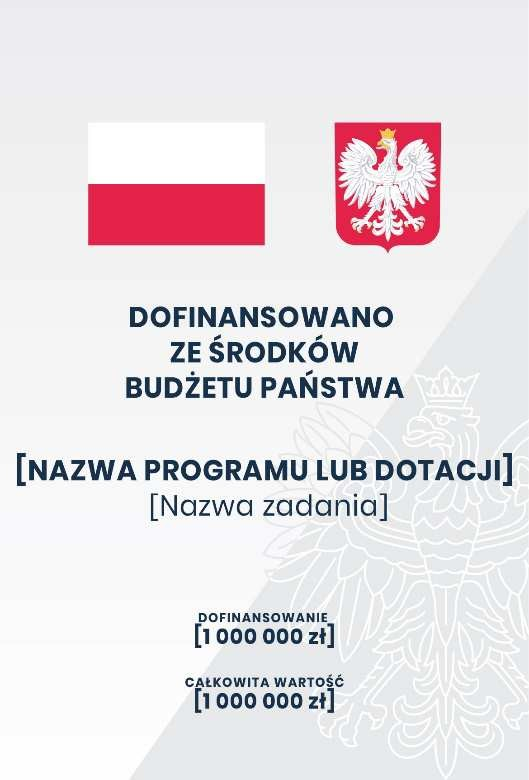 DOFINANSOWANO
ZE ŚRODKÓW
BUDŻETU PAŃSTWA
[NAZWA PROGRAMU LUB DOTACJI]
[Nazwa zadania]
DOFINANSOWANIE
[1 000 000 zł]
CAŁKOWITA WARTOŚĆ
[1 000 000 zł]